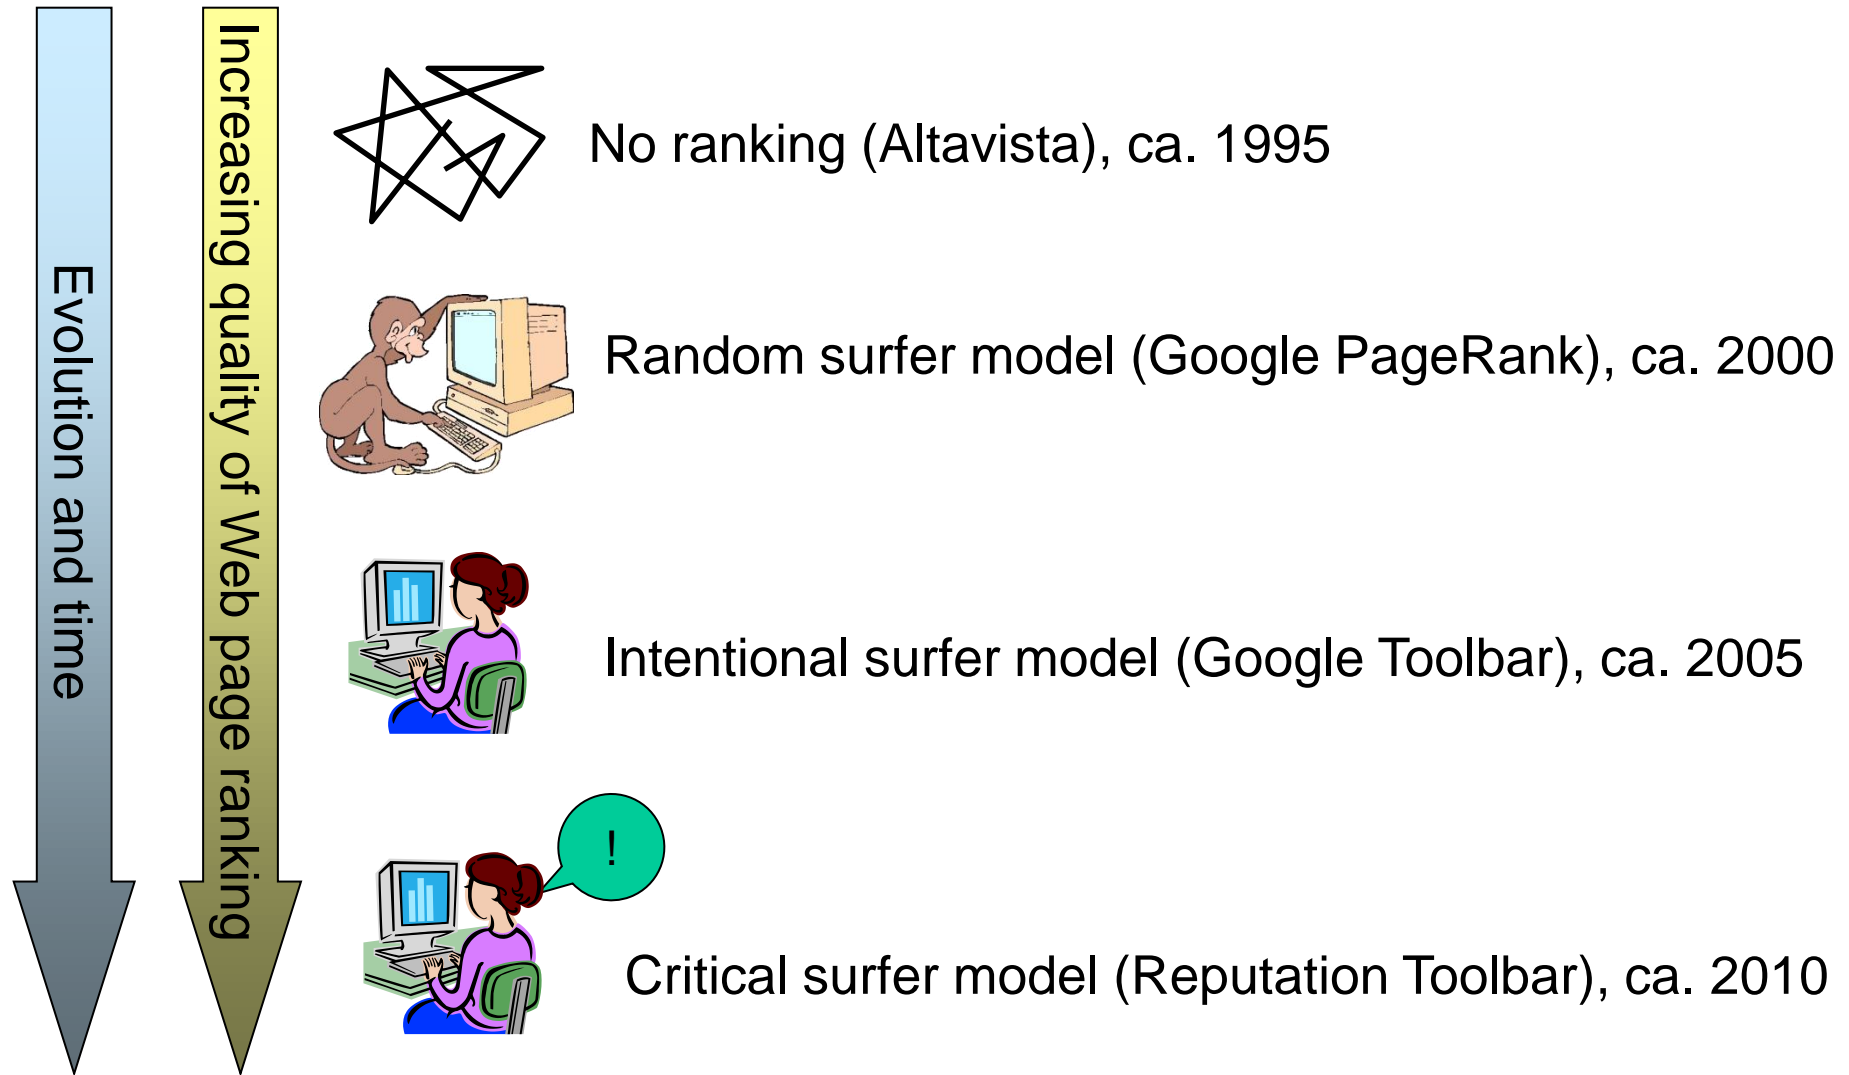 Evolution and time
Increasing quality of Web page ranking
No ranking (Altavista), ca. 1995
Random surfer model (Google PageRank), ca. 2000
Intentional surfer model (Google Toolbar), ca. 2005
!
Critical surfer model (Reputation Toolbar), ca. 2010